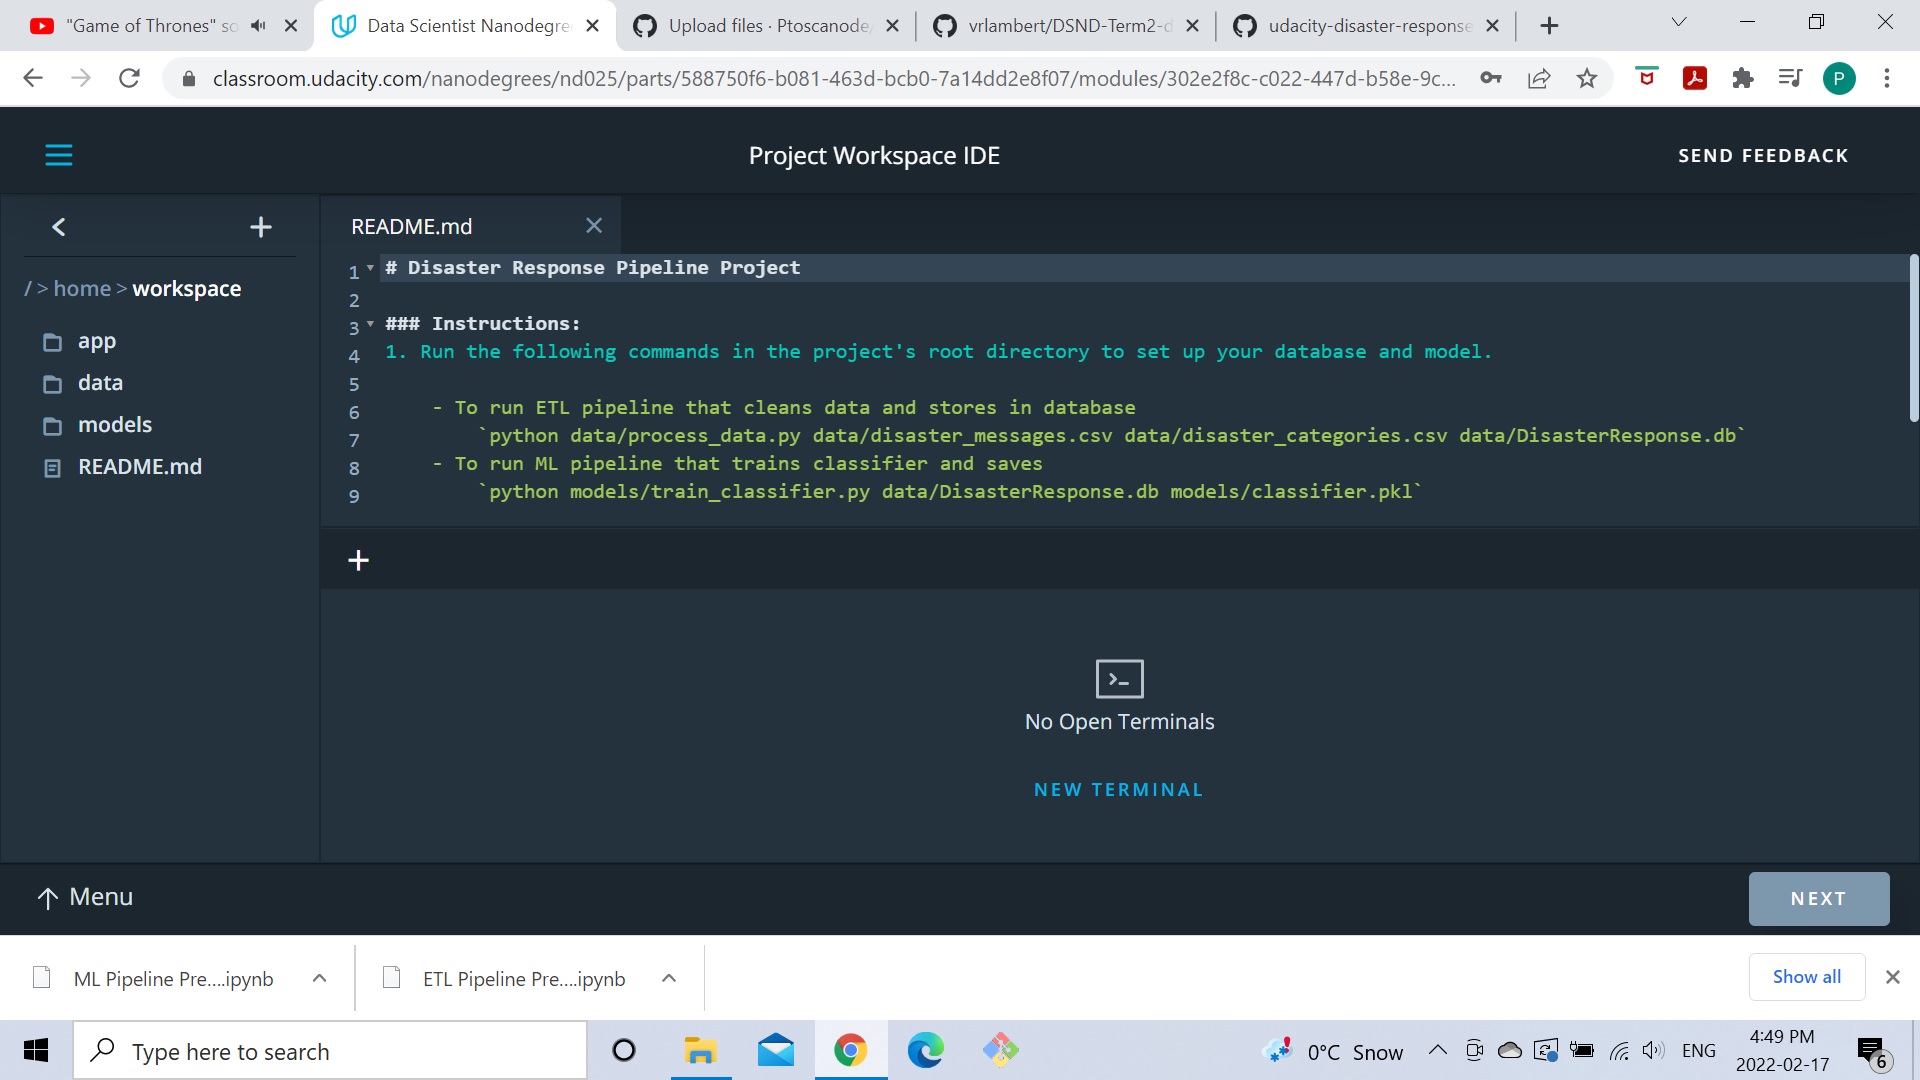 "Game of Thrones" so
Data Scientist Nanodegre
Upload files · Ptoscanode/
vrlambert/DSND-Term2-d
udacity-disaster-response
classroom.udacity.com/nanodegrees/nd025/parts/588750f6-b081-463d-bcb0-7a14dd2e8f07/modules/302e2f8c-c022-447d-b58e-9c...
P
Project Workspace IDE
SEND FEEDBACK
/ > home > workspace
app
data
models
README.md
README.md
1 # Disaster Response Pipeline Project
2
3 ### Instructions:
4 1. Run the following commands in the project's root directory to set up your database and model.
5
6 - To run ETL pipeline that cleans data and stores in database
7 `python data/process_data.py data/disaster_messages.csv data/disaster_categories.csv data/DisasterResponse.db`
8 - To run ML pipeline that trains classifier and saves
9 `python models/train_classifier.py data/DisasterResponse.db models/classifier.pkl`
No Open Terminals
NEW TERMINAL
Menu
NEXT
ML Pipeline Pre....ipynb
ETL Pipeline Pre....ipynb
Show all
Type here to search
0°C Snow
ENG
4:49 PM
2022-02-17
6